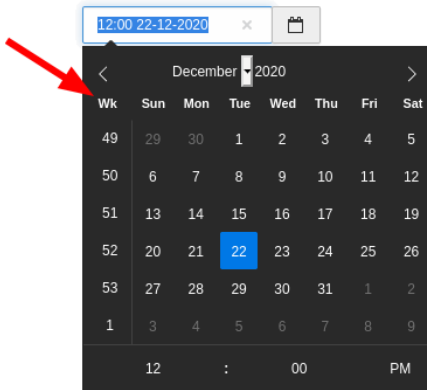 12:00 22-12-2020 ×
December 2020
Wk Sun Mon Tue Wed Thu Fri Sat
49 29 30 1 2 3 4 5
50 6 7 8 9 10 11 12
51 13 14 15 16 17 18 19
52 20 21 22 23 24 25 26
53 27 28 29 30 31 1 2
1 3 4 5 6 7 8 9
12 : 00 PM